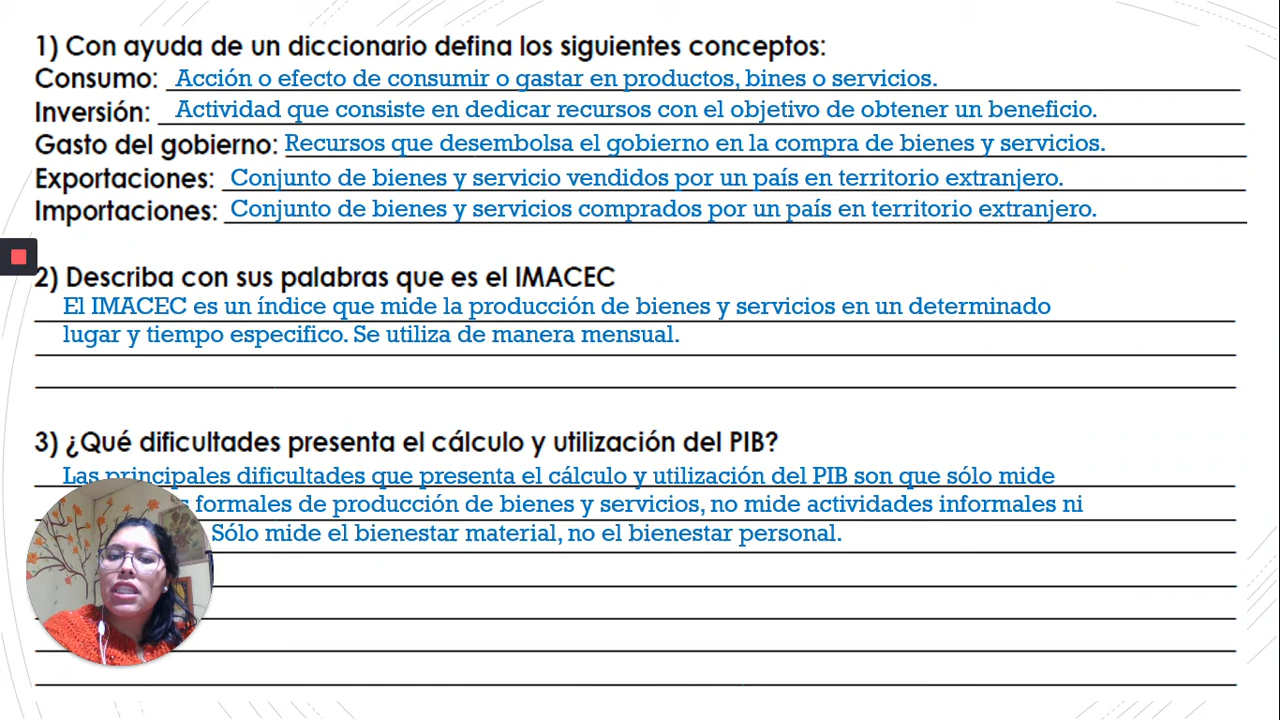 1) Con ayuda de un diccionario defina los siguientes conceptos:
Consumo: Acción o efecto de consumir o gastar en productos, bines o servicios.
Inversión: Actividad que consiste en dedicar recursos con el objetivo de obtener un beneficio.
Gasto del gobierno: Recursos que desembolsa el gobierno en la compra de bienes y servicios.
Exportaciones: Conjunto de bienes y servicio vendidos por un país en territorio extranjero.
Importaciones: Conjunto de bienes y servicios comprados por un país en territorio extranjero.
2) Describa con sus palabras que es el IMACEC
El IMACEC es un índice que mide la producción de bienes y servicios en un determinado
lugar y tiempo especifico. Se utiliza de manera mensual.
3) ¿Qué dificultades presenta el cálculo y utilización del PIB?
Las principales dificultades que presenta el cálculo y utilización del PIB son que sólo mide
formales de producción de bienes y servicios, no mide actividades informales ni
Sólo mide el bienestar material, no el bienestar personal.